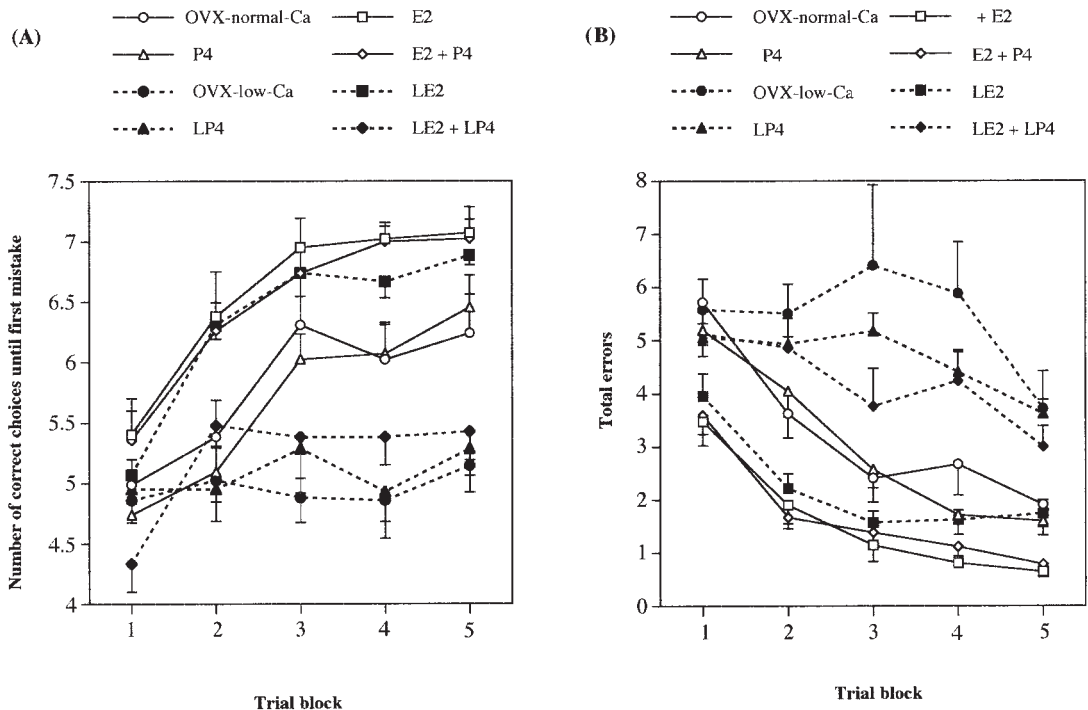 (A)
OVX-normal-Ca E2
P4 E2 + P4
OVX-low-Ca LE2
LP4 LE2 + LP4
Number of correct choices until first mistake
7.5
7
6.5
6
5.5
5
4.5
4
1 2 3 4 5
Trial block
(B)
OVX-normal-Ca + E2
P4 E2 + P4
OVX-low-Ca LE2
LP4 LE2 + LP4
Total errors
8
7
6
5
4
3
2
1
0
1 2 3 4 5
Trial block